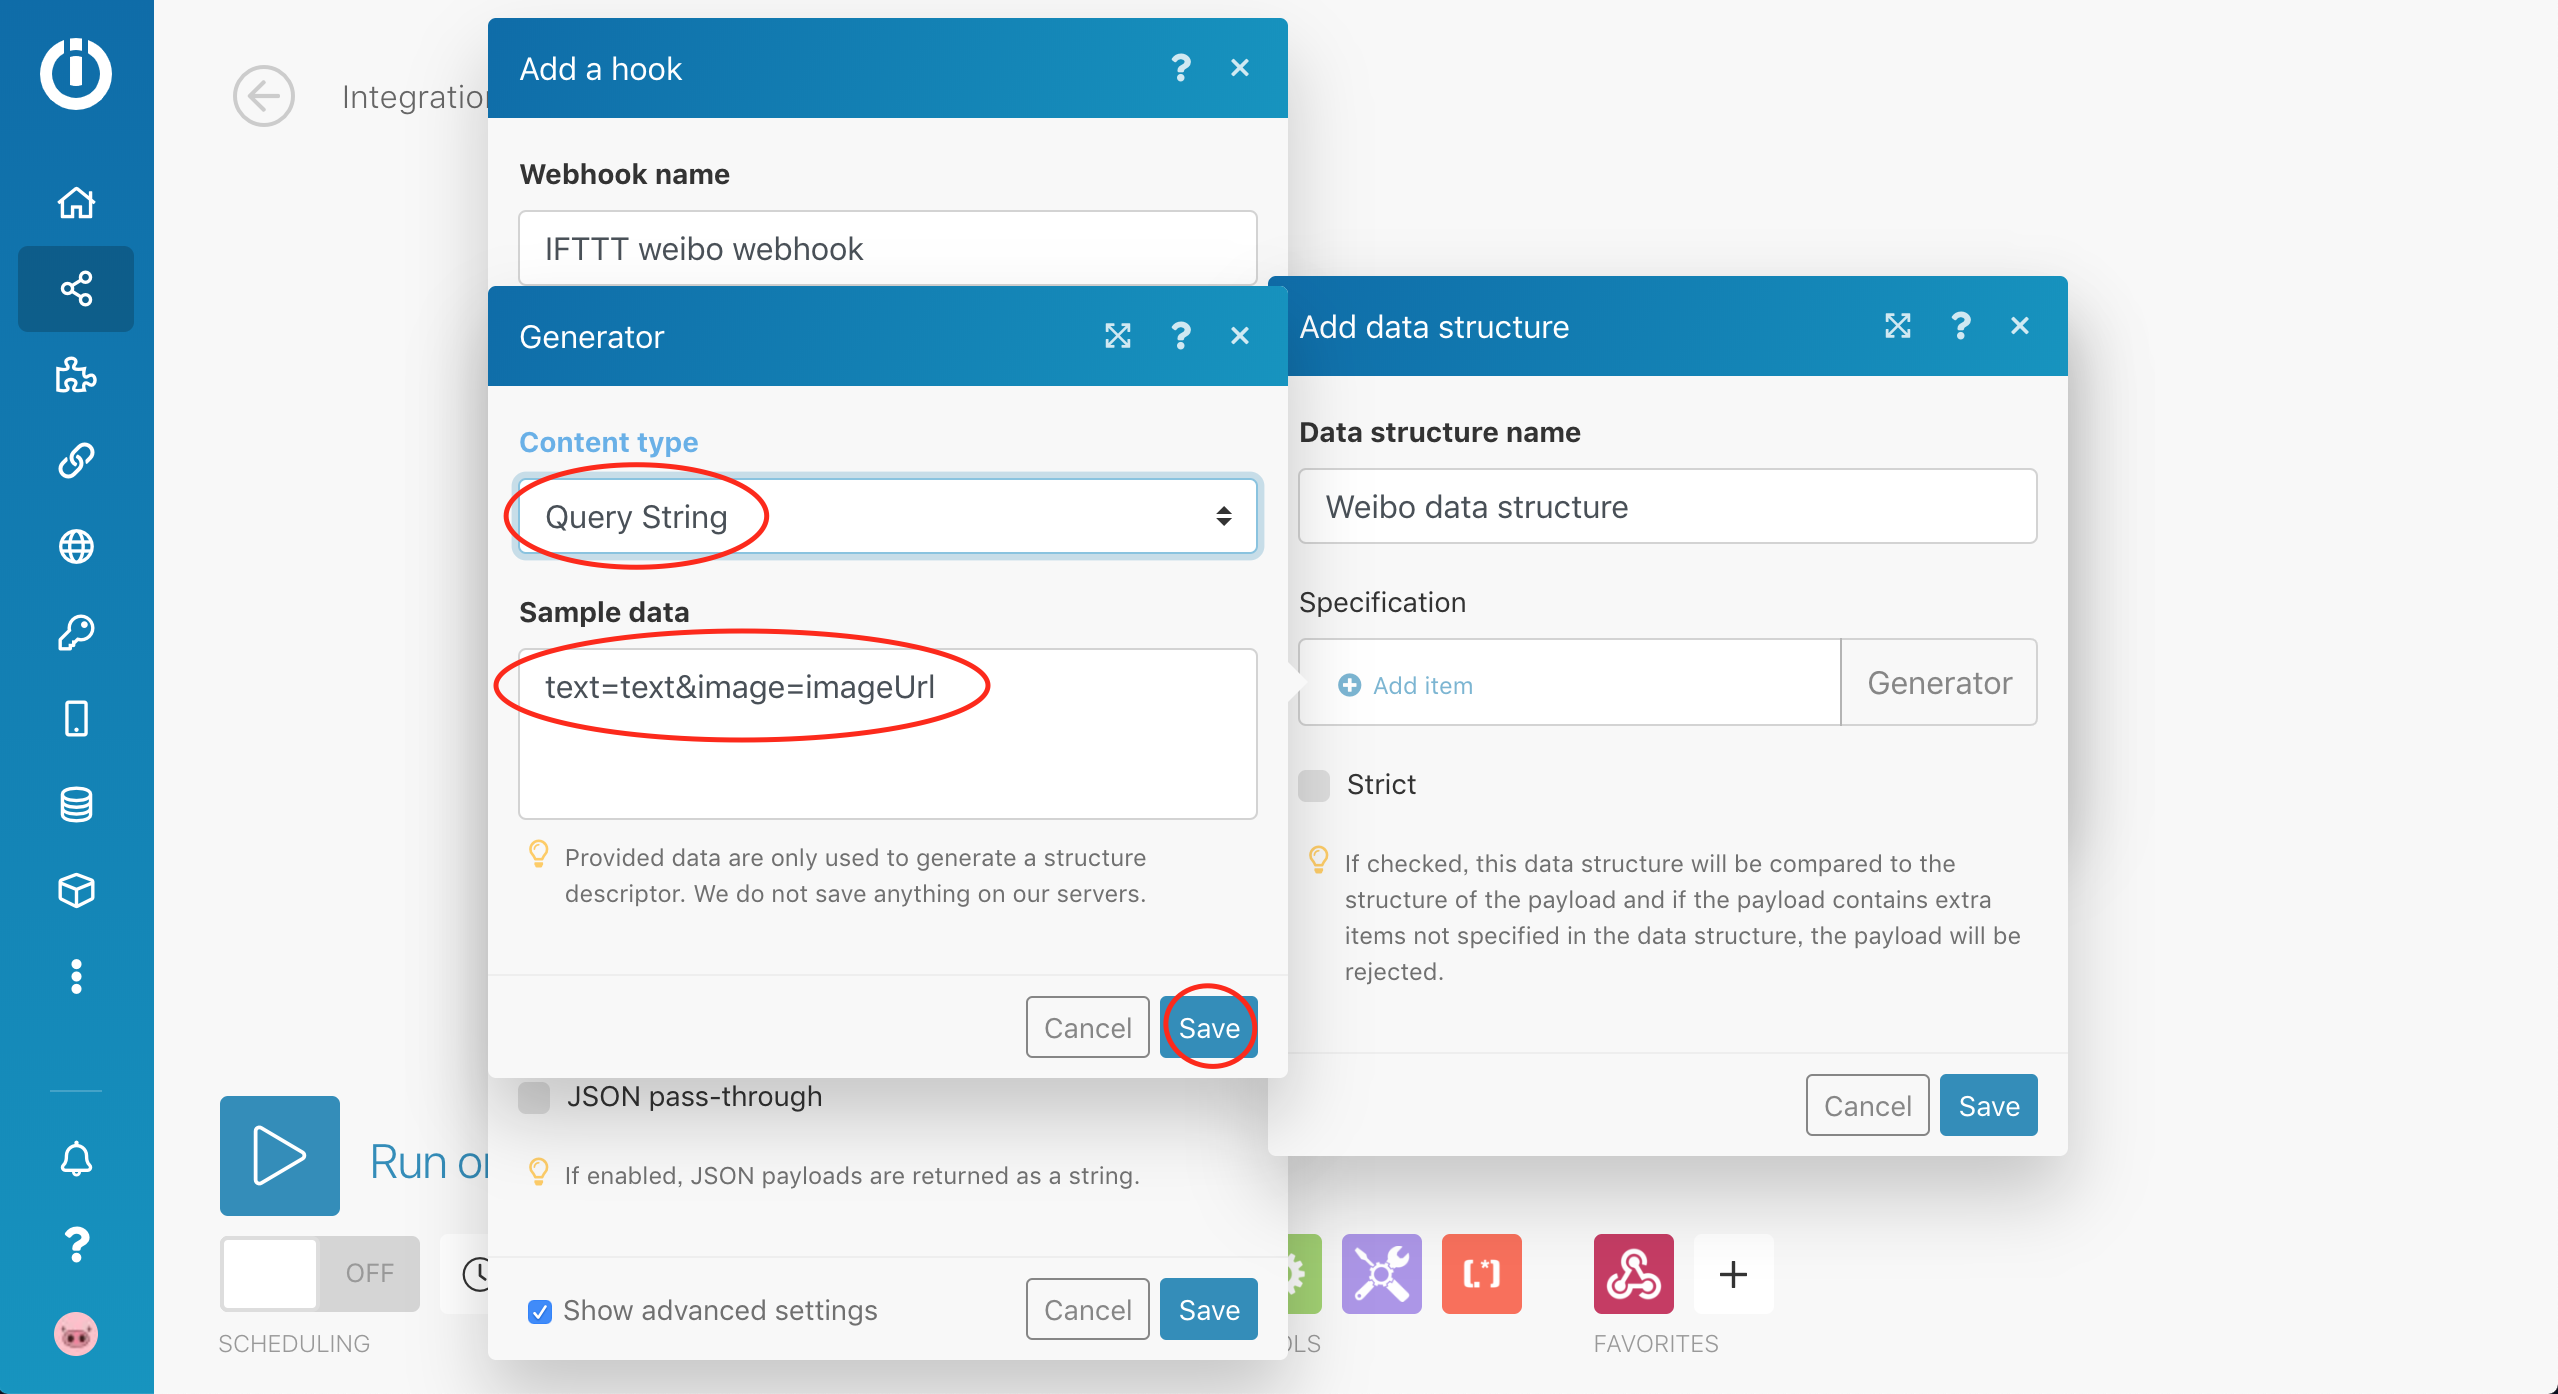 Integration
Add a hook
Webhook name
IFTTT weibo webhook
Generator
Content type
Query String
Sample data
text=text&image=imageUrl
Provided data are only used to generate a structure
descriptor. We do not save anything on our servers.
Cancel
Save
JSON pass-through
If enabled, JSON payloads are returned as a string.
Show advanced settings
Cancel
Save
Add data structure
Data structure name
Weibo data structure
Specification
Add item
Generator
Strict
If checked, this data structure will be compared to the
structure of the payload and if the payload contains extra
items not specified in the data structure, the payload will be
rejected.
Cancel
Save
Run
OFF
SCHEDULING
FAVORITES